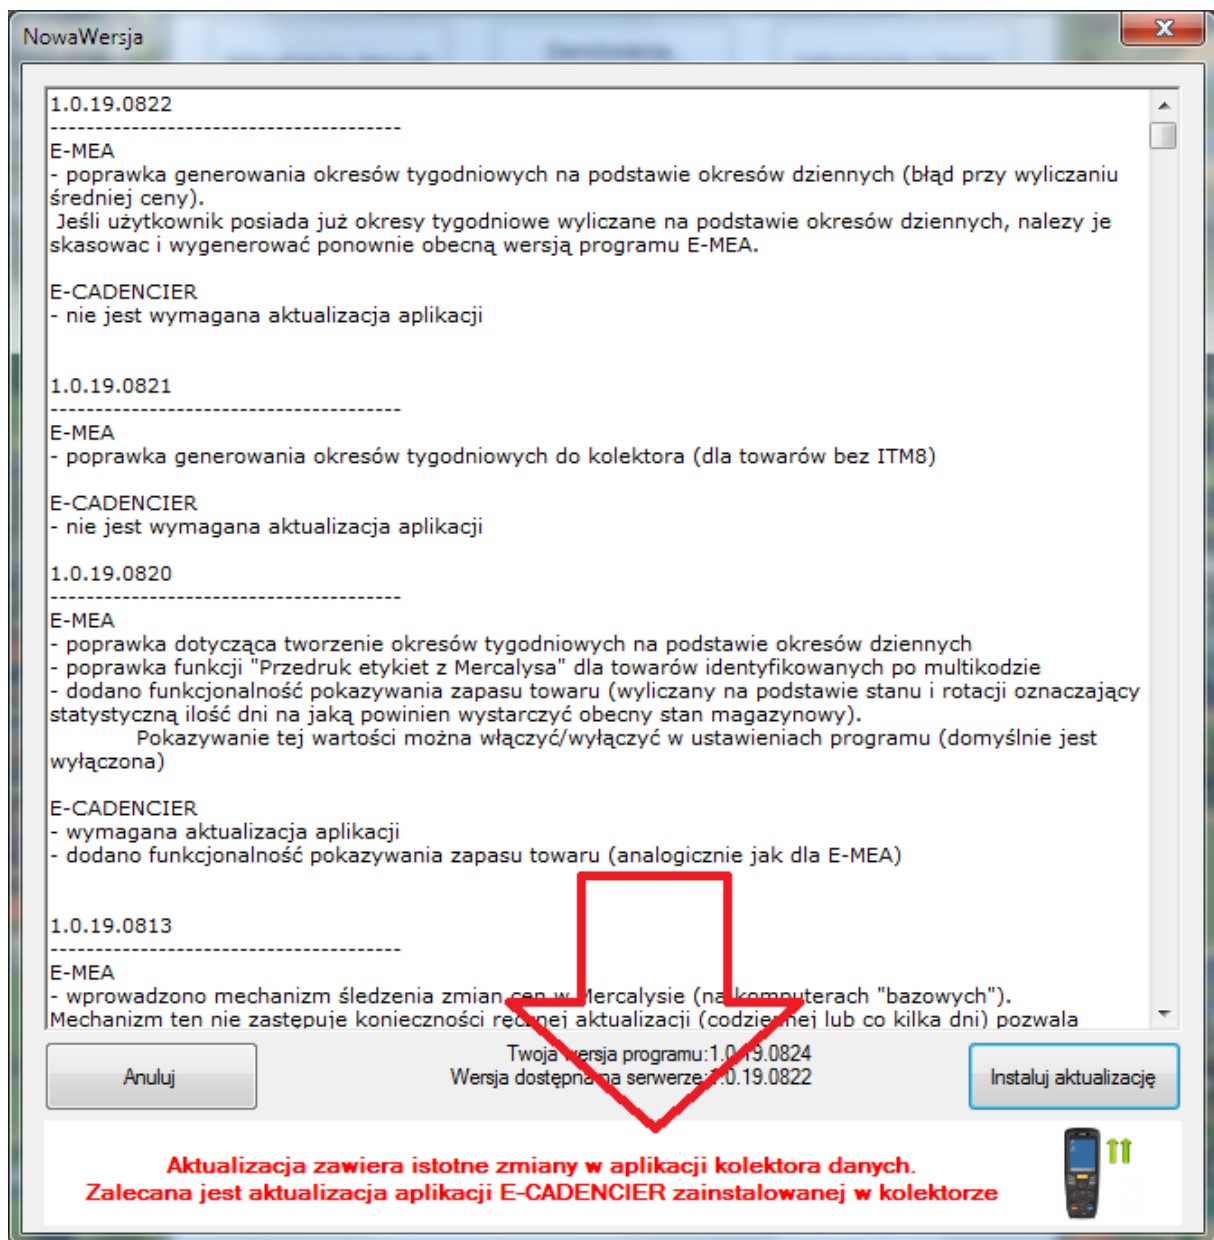 NowaWersja
1.0.19.0822
---------------------------------------
E-MEA
- poprawka generowania okresów tygodniowych na podstawie okresów dziennych (błąd przy wyliczaniu
średniej ceny).
Jeśli użytkownik posiada już okresy tygodniowe wyliczane na podstawie okresów dziennych, nalezy je
skasowac i wygenerować ponownie obecną wersją programu E-MEA.
E-CADENCIER
- nie jest wymagana aktualizacja aplikacji
1.0.19.0821
---------------------------------------
E-MEA
- poprawka generowania okresów tygodniowych do kolektora (dla towarów bez ITM8)
E-CADENCIER
- nie jest wymagana aktualizacja aplikacji
1.0.19.0820
---------------------------------------
E-MEA
- poprawka dotycząca tworzenie okresów tygodniowych na podstawie okresów dziennych
- poprawka funkcji "Przedruk etykiet z Mercalysa" dla towarów identyfikowanych po multikodzie
- dodano funkcjonalność pokazywania zapasu towaru (wyliczany na podstawie stanu i rotacji oznaczający
statystyczną ilość dni na jaką powinien wystarczyć obecny stan magazynowy).
Pokazywanie tej wartości można włączyć/wyłączyć w ustawieniach programu (domyślnie jest
wyłączona)
E-CADENCIER
- wymagana aktualizacja aplikacji
- dodano funkcjonalność pokazywania zapasu towaru (analogicznie jak dla E-MEA)
1.0.19.0813
---------------------------------------
E-MEA
- wprowadzono mechanizm śledzenia zmian cen w Mercalysie (na komputerach "bazowych").
Mechanizm ten nie zastępuje konieczności ręcznej aktualizacji (codziennej lub co kilka dni) pozwala
Anuluj
Twoja wersja programu:1.0.19.0824
Wersja dostępna na serwerze:1.0.19.0822
Instaluj aktualizację
Aktualizacja zawiera istotne zmiany w aplikacji kolektora danych.
Zalecana jest aktualizacja aplikacji E-CADENCIER zainstalowanej w kolektorze